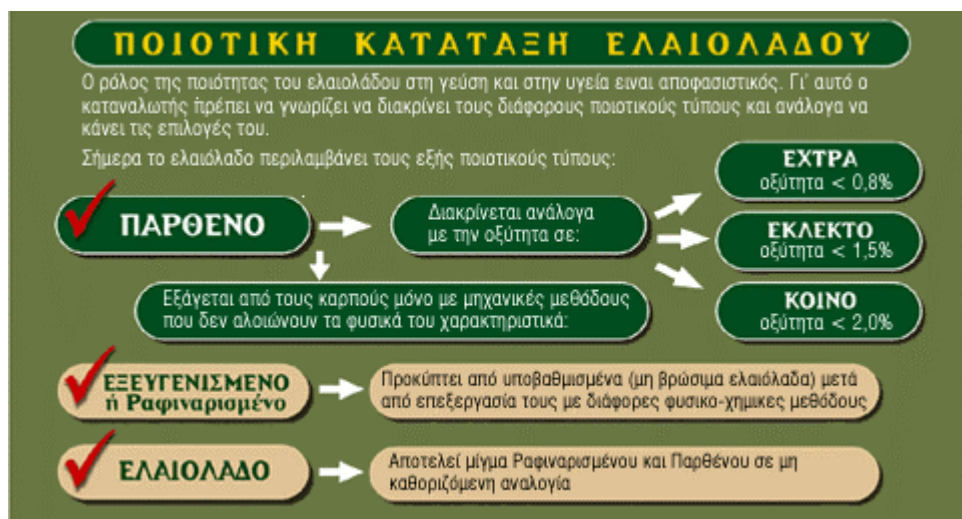 ΠΟΙΟΤΙΚΗ ΚΑΤΑΤΑΞΗ ΕΛΑΙΟΛΑΔΟΥ
Ο ρόλος της ποιότητας του ελαιολάδου στη γεύση και στην υγεία ειναι αποφασιστικός. Γι' αυτό ο
καταναλωτής πρέπει να γνωρίζει να διακρίνει τους διάφορους ποιοτικούς τύπους και ανάλογα να
κάνει τις επιλογές του.
Σήμερα το ελαιόλαδο περιλαμβάνει τους εξής ποιοτικούς τύπους:
ΠΑΡΘΕΝΟ
Διακρίνεται ανάλογα
με την οξύτητα σε:
ΕΧΤΡΑ
οξύτητα < 0,8%
ΕΚΛΕΚΤΟ
οξύτητα < 1,5%
ΚΟΙΝΟ
οξύτητα < 2,0%
Εξάγεται από τους καρπούς μόνο με μηχανικές μεθόδους
που δεν αλοιώνουν τα φυσικά του χαρακτηριστικά:
ΕΞΕΥΓΕΝΙΣΜΕΝΟ
ή Ραφιναρισμένο
Προκύπτει από υποβαθμισμένα (μη βρώσιμα ελαιόλαδα) μετά
από επεξεργασία τους με διάφορες φυσικο-χημικες μεθόδους
ΕΛΑΙΟΛΑΔΟ
Αποτελεί μίγμα Ραφιναρισμένου και Παρθένου σε μη
καθοριζόμενη αναλογία